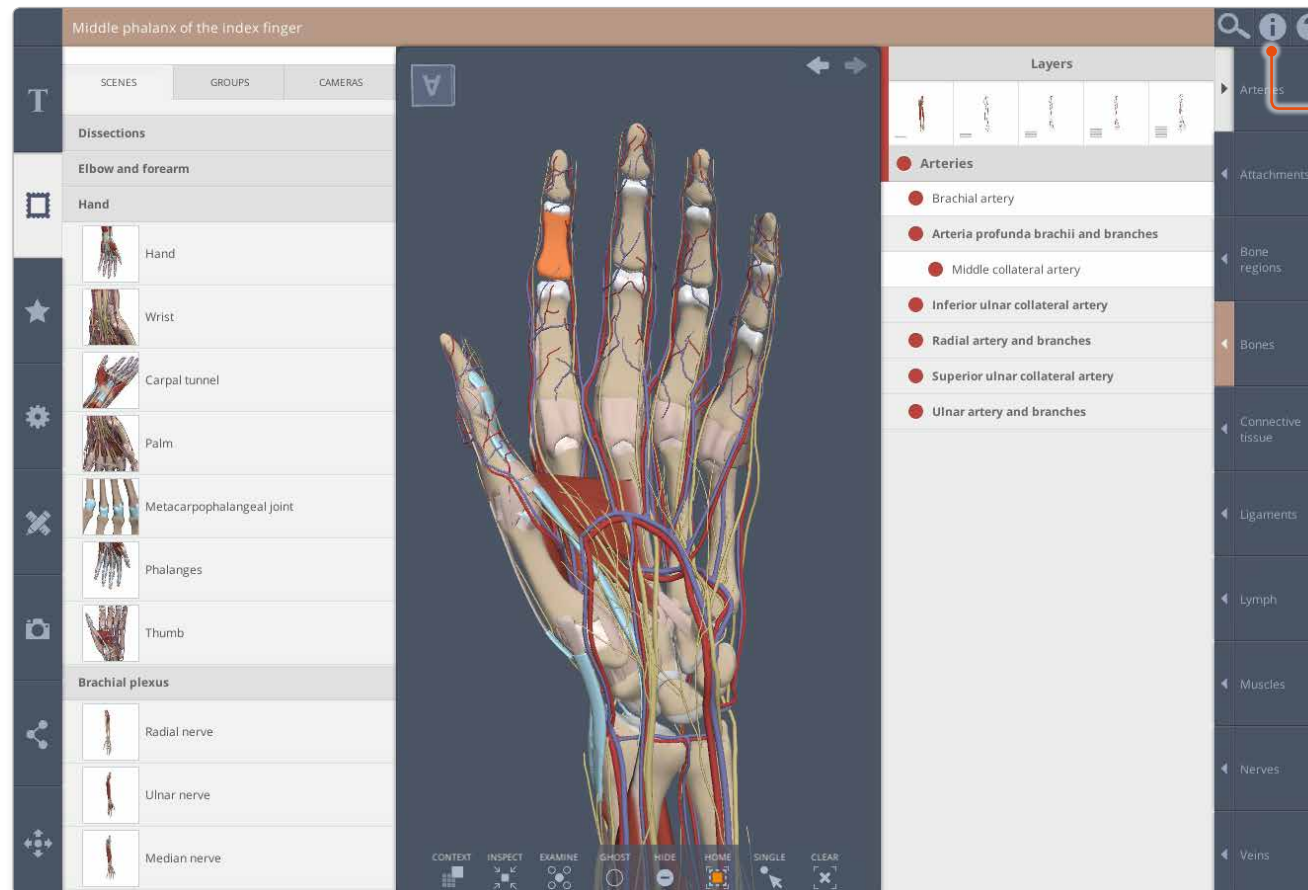 Middle phalanx of the index finger
T
SCENES
GROUPS
CAMERAS
Dissections
Elbow and forearm
Hand
Hand
Wrist
Carpal tunnel
Palm
Metacarpophalangeal joint
Phalanges
Thumb
Brachial plexus
Radial nerve
Ulnar nerve
Median nerve
A
CONTEXT
INSPECT
EXAMINE
GHOST
HIDE
HOME
SINGLE
CLEAR
Layers
Arteries
Brachial artery
Arteria profunda brachii and branches
Middle collateral artery
Inferior ulnar collateral artery
Radial artery and branches
Superior ulnar collateral artery
Ulnar artery and branches
i
Arteries
Attachments
Bone
regions
Bones
Connective
tissue
Ligaments
Lymph
Muscles
Nerves
Veins